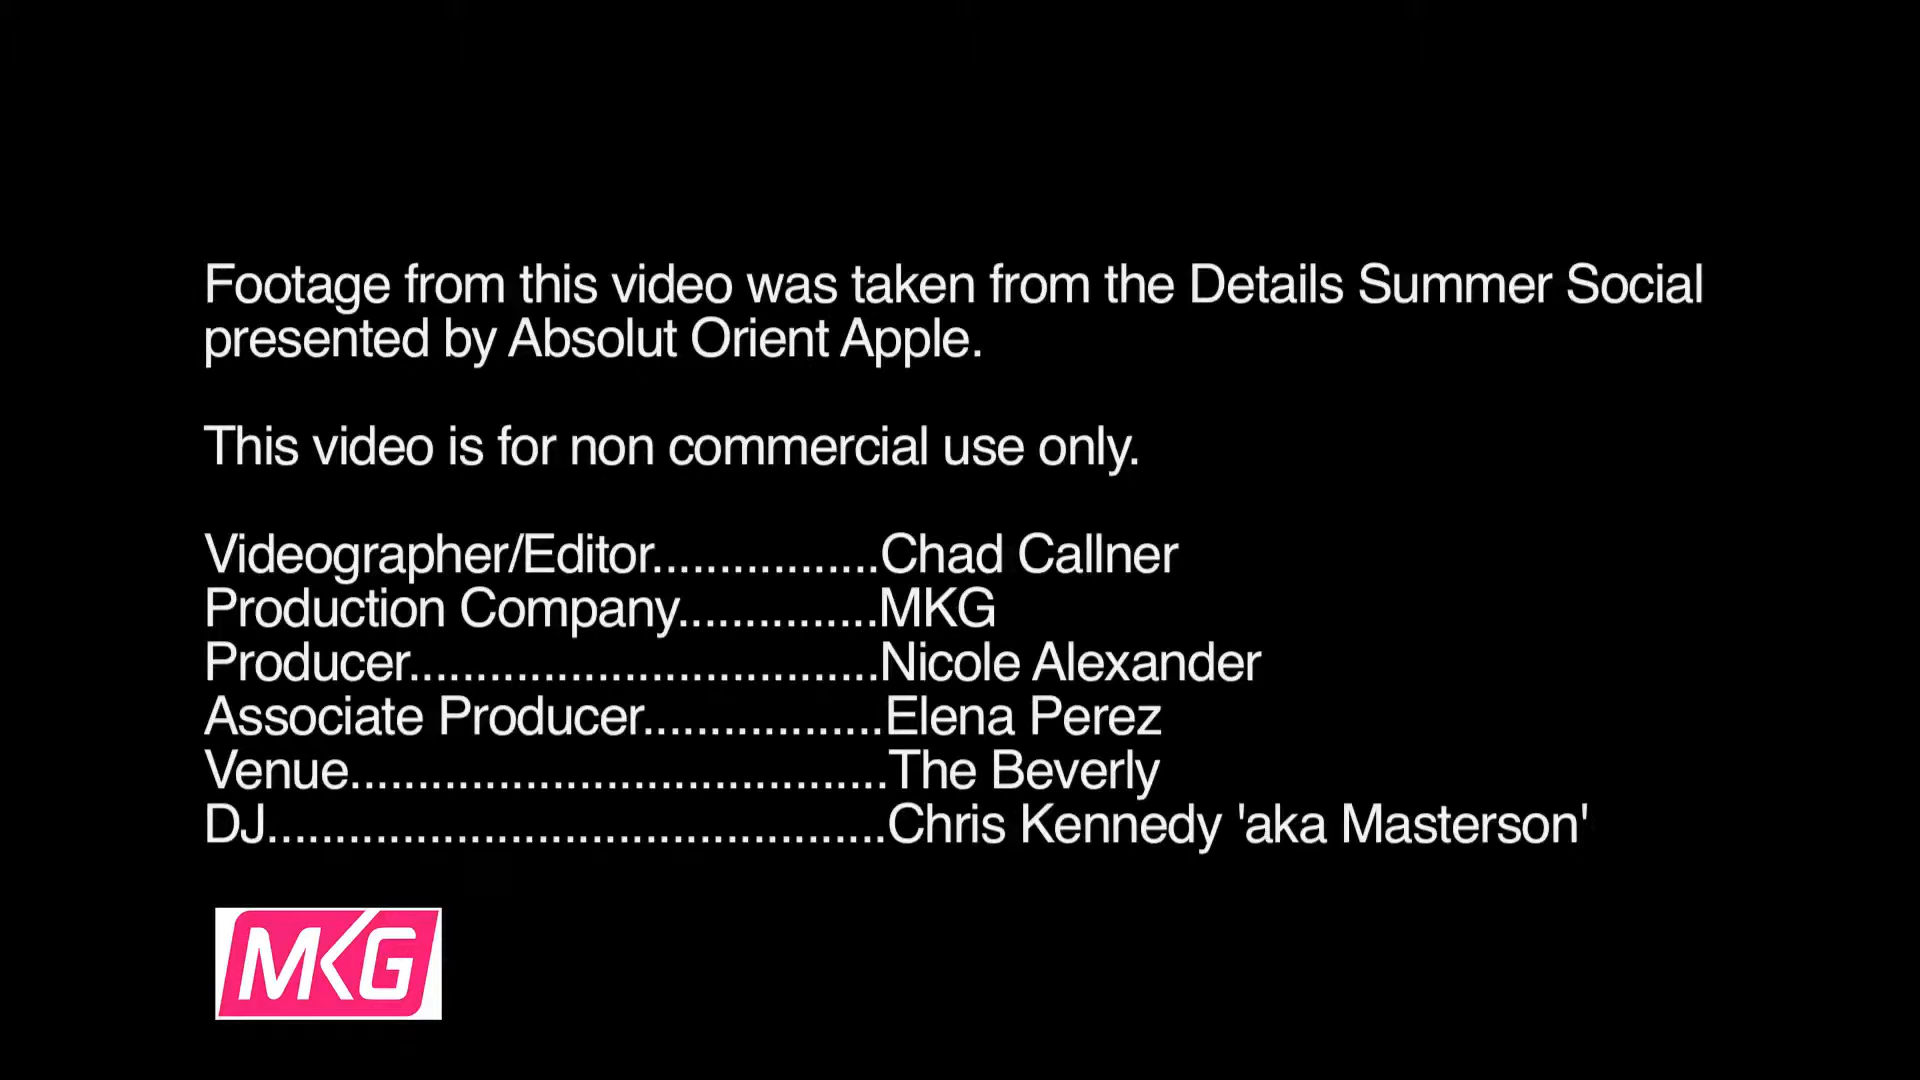 Footage from this video was taken from the Details Summer Social
presented by Absolut Orient Apple.
This video is for non commercial use only.
Videographer/Editor.................Chad Callner
Production Company...............MKG
Producer...................................Nicole Alexander
Associate Producer..................Elena Perez
Venue........................................The Beverly
DJ..............................................Chris Kennedy 'aka Masterson'
MKG